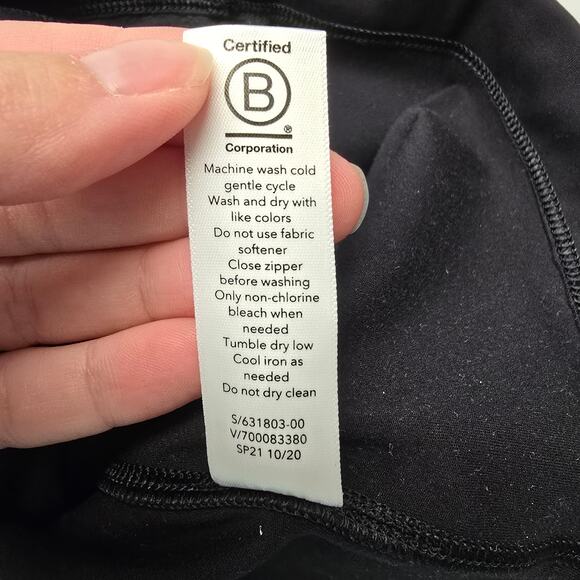 Certified
B
®
Corporation
Machine wash cold
gentle cycle
Wash and dry with
like colors
Do not use fabric
softener
Close zipper
before washing
Only non-chlorine
bleach when
needed
Tumble dry low
Cool iron as
needed
Do not dry clean
S/631803-00
V/700083380
SP21 10/20